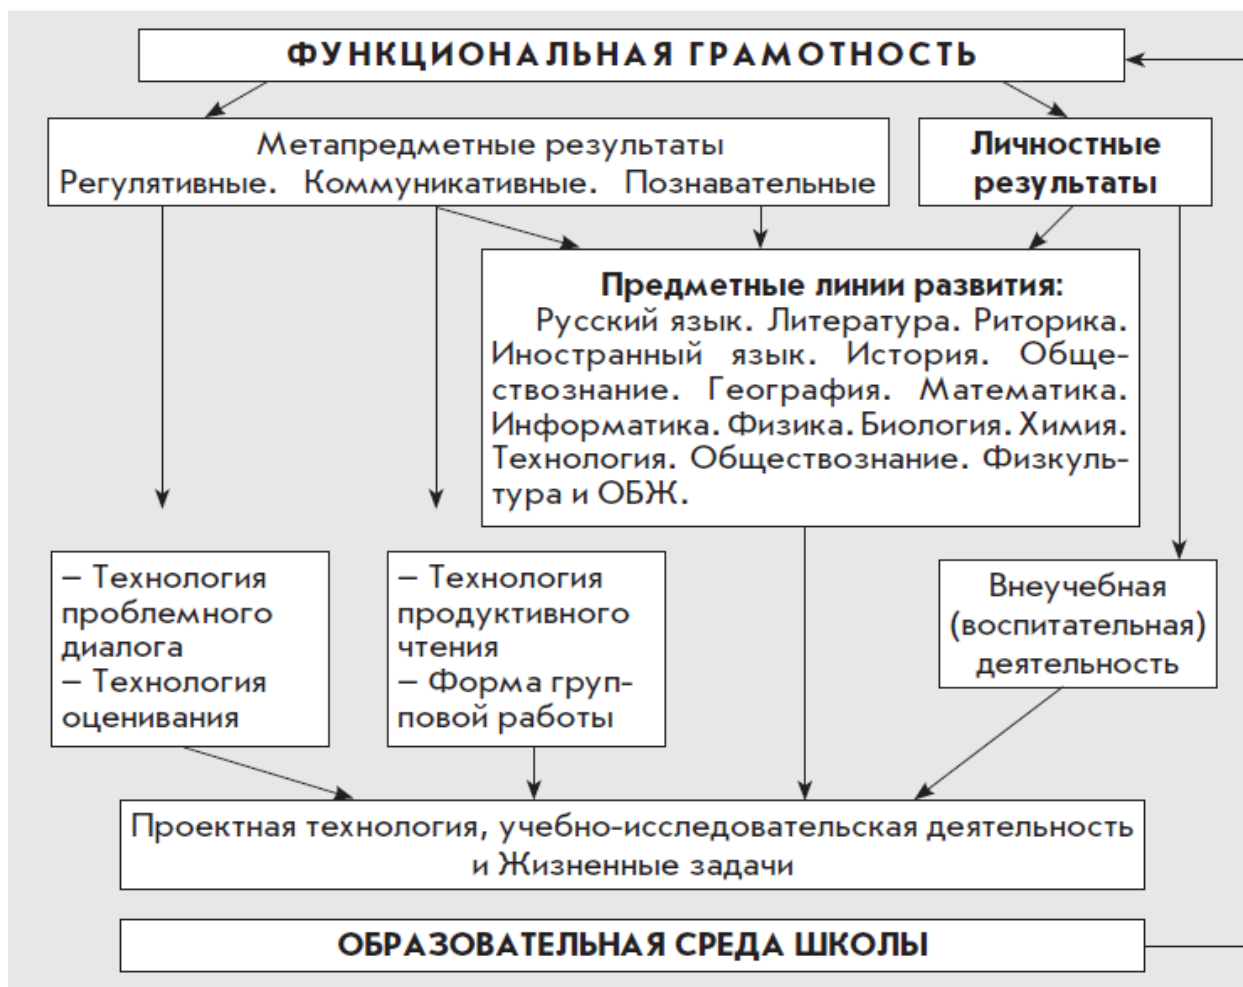 ФУНКЦИОНАЛЬНАЯ ГРАМОТНОСТЬ
Метапредметные результаты
Регулятивные. Коммуникативные. Познавательные
Личностные
результаты
Предметные линии развития:
Русский язык. Литература. Риторика.
Иностранный язык. История. Обще-
ствознание. География. Математика.
Информатика. Физика. Биология. Химия.
Технология. Обществознание. Физкуль-
тура и ОБЖ.
– Технология
проблемного
диалога
– Технология
оценивания
– Технология
продуктивного
чтения
– Форма груп-
повой работы
Внеучебная
(воспитательная)
деятельность
Проектная технология, учебно-исследовательская деятельность
и Жизненные задачи
ОБРАЗОВАТЕЛЬНАЯ СРЕДА ШКОЛЫ